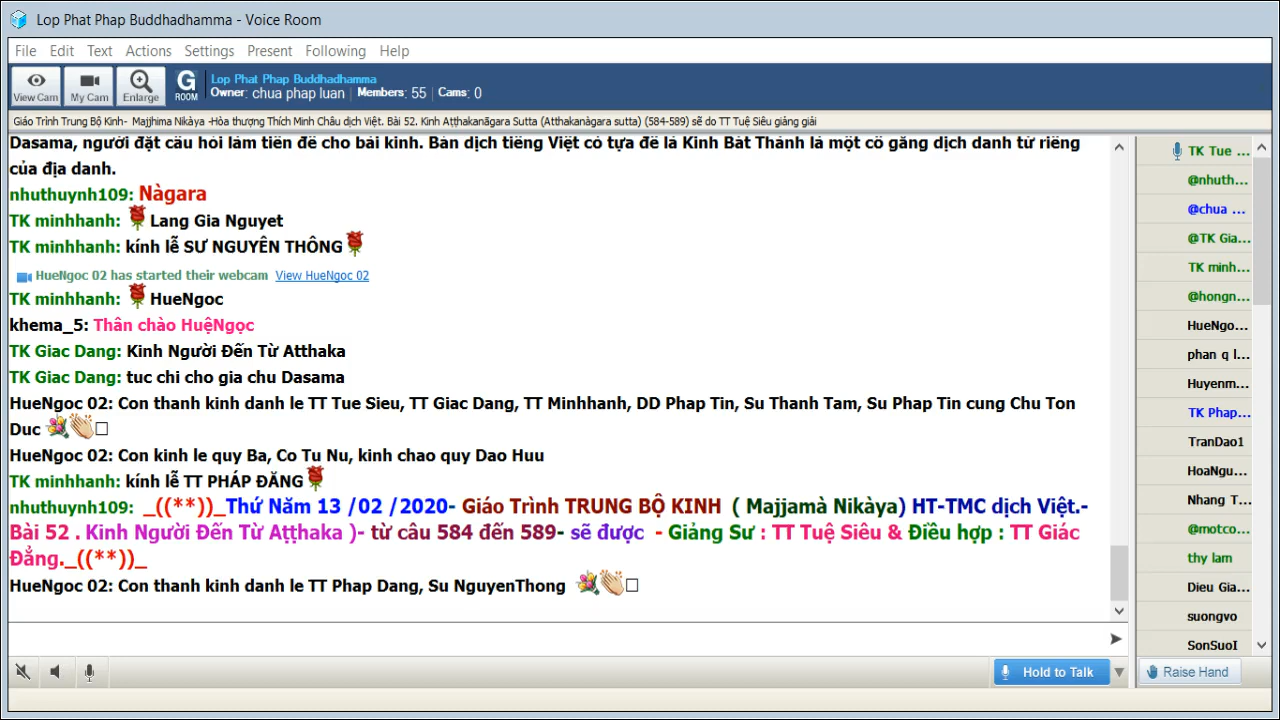 Lop Phat Phap Buddhadhamma - Voice Room
File Edit Text Actions Settings Present Following Help
View Cam My Cam Enlarge G ROOM
Lop Phat Phap Buddhadhamma
Owner: chua phap luan | Members: 55 | Cams: 0
Giáo Trình Trung Bộ Kinh- Majjhima Nikàya -Hòa thượng Thích Minh Châu dịch Việt. Bài 52. Kinh Aṭṭhakanāgara Sutta (Atthakanàgara sutta) (584-589) sẽ do TT Tuệ Siêu giảng giải
Dasama, người đặt câu hỏi làm tiền đề cho bài kinh. Bản dịch tiếng Việt có tựa đề là Kinh Bát Thành là một cố gắng dịch danh từ riêng
của địa danh.
nhuthuynh109: Nàgara
TK minhhanh: 🌹Lang Gia Nguyet
TK minhhanh: kính lễ SƯ NGUYÊN THÔNG🌹
HueNgoc 02 has started their webcam View HueNgoc 02
TK minhhanh: 🌹HueNgoc
khema_5: Thân chào HuệNgọc
TK Giac Dang: Kinh Người Đến Từ Atthaka
TK Giac Dang: tuc chi cho gia chu Dasama
HueNgoc 02: Con thanh kinh danh le TT Tue Sieu, TT Giac Dang, TT Minhhanh, DD Phap Tin, Su Thanh Tam, Su Phap Tin cung Chu Ton
Duc 💐👏🏻□
HueNgoc 02: Con kinh le quy Ba, Co Tu Nu, kinh chao quy Dao Huu
TK minhhanh: kính lễ TT PHÁP ĐĂNG🌹
nhuthuynh109: _((**))_Thứ Năm 13 /02 /2020- Giáo Trình TRUNG BỘ KINH ( Majjamà Nikàya) HT-TMC dịch Việt.-
Bài 52 . Kinh Người Đến Từ Aṭṭhaka )- từ câu 584 đến 589- sẽ được - Giảng Sư : TT Tuệ Siêu & Điều hợp : TT Giác
Đẳng._((**))_
HueNgoc 02: Con thanh kinh danh le TT Phap Dang, Su NguyenThong 💐👏🏻□
TK Tue ...
@nhuth...
@chua ...
@TK Gia...
TK minh...
@hongn...
HueNgo...
phan q l...
Huyenm...
TK Phap...
TranDao1
HoaNgu...
Nhang T...
@motco...
thy lam
Dieu Gia...
suongvo
SonSuoI
Hold to Talk
Raise Hand